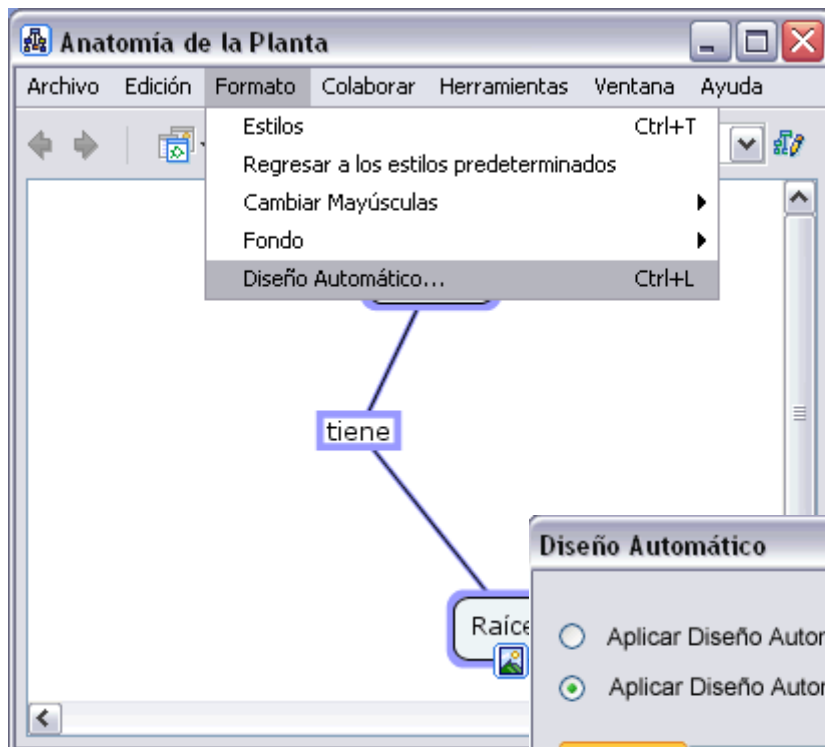 Anatomía de la Planta
Archivo Edición Formato Colaborar Herramientas Ventana Ayuda
Estilos Ctrl+T
Regresar a los estilos predeterminados
Cambiar Mayúsculas
Fondo
Diseño Automático... Ctrl+L
tiene
Raíce
Diseño Automático
Aplicar Diseño Autor
Aplicar Diseño Autor